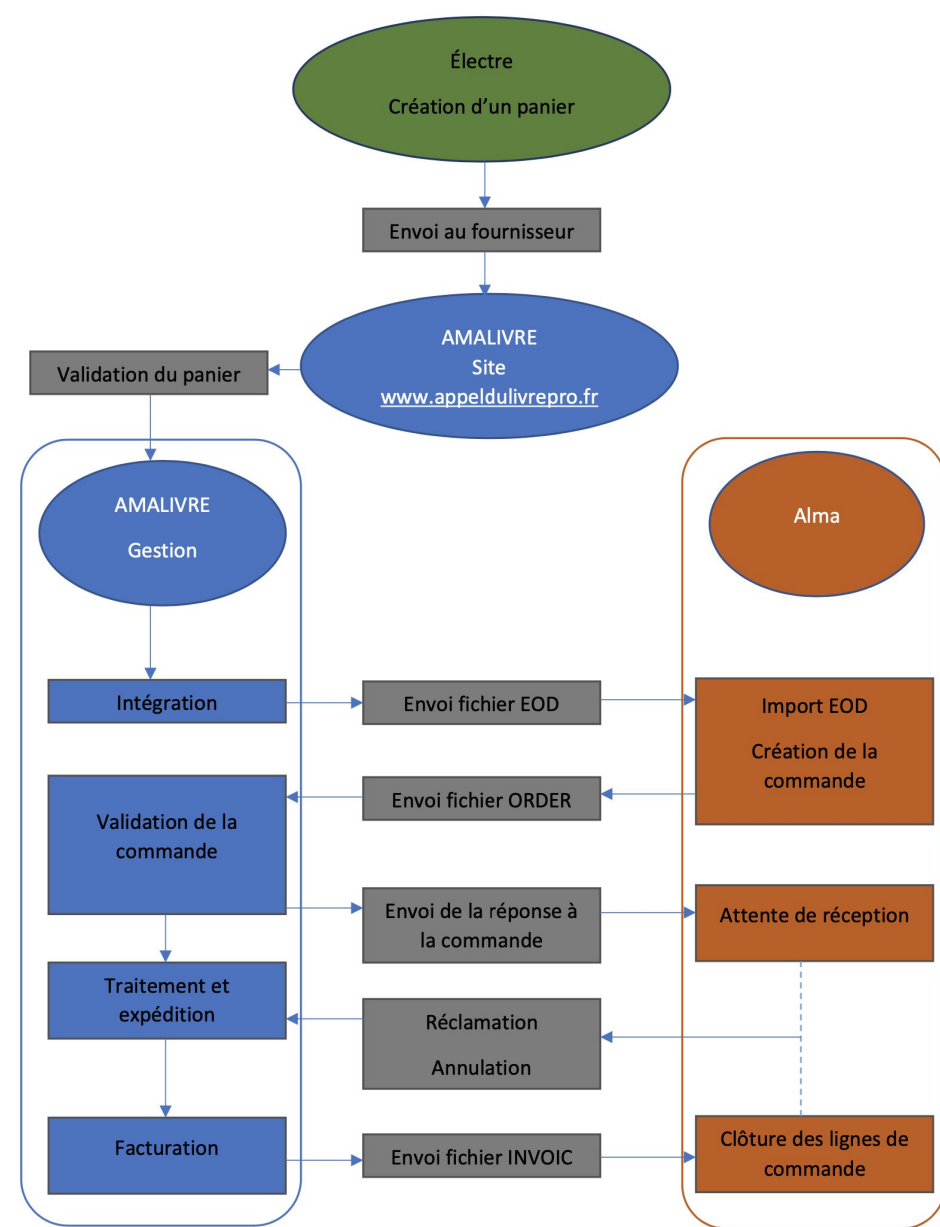 Électre
Création d’un panier
Envoi au fournisseur
AMALIVRE
Site
www.appeldulivrepro.fr
Validation du panier
AMALIVRE
Gestion
Alma
Intégration
Envoi fichier EOD
Import EOD
Création de la
commande
Envoi fichier ORDER
Validation de la
commande
Envoi de la réponse à
la commande
Attente de réception
Traitement et
expédition
Réclamation
Annulation
Facturation
Envoi fichier INVOIC
Clôture des lignes de
commande